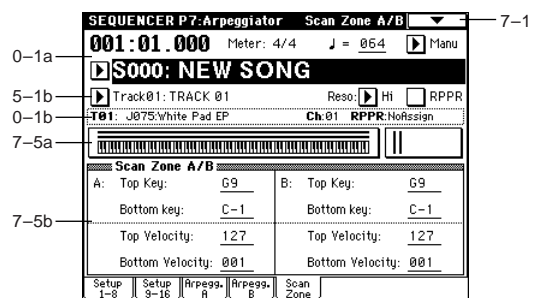 SEQUENCER P7:Arpeggiator Scan Zone A/B
7–1
001:01.000 Meter: 4/4 ♩ = 064 Manu
0–1a
S000: NEW SONG
5–1b
Track01: TRACK 01 Reso: Hi RPPR
0–1b
T01: J075:White Pad EP Ch:01 RPPR:NoAssign
7–5a
Scan Zone A/B
A: Top Key: G9 B: Top Key: G9
Bottom key: C-1 Bottom Key: C-1
7–5b
Top Velocity: 127 Top Velocity: 127
Bottom Velocity: 001 Bottom Velocity: 001
Setup 1-8 Setup 9-16 Arpegg. A Arpegg. B Scan Zone